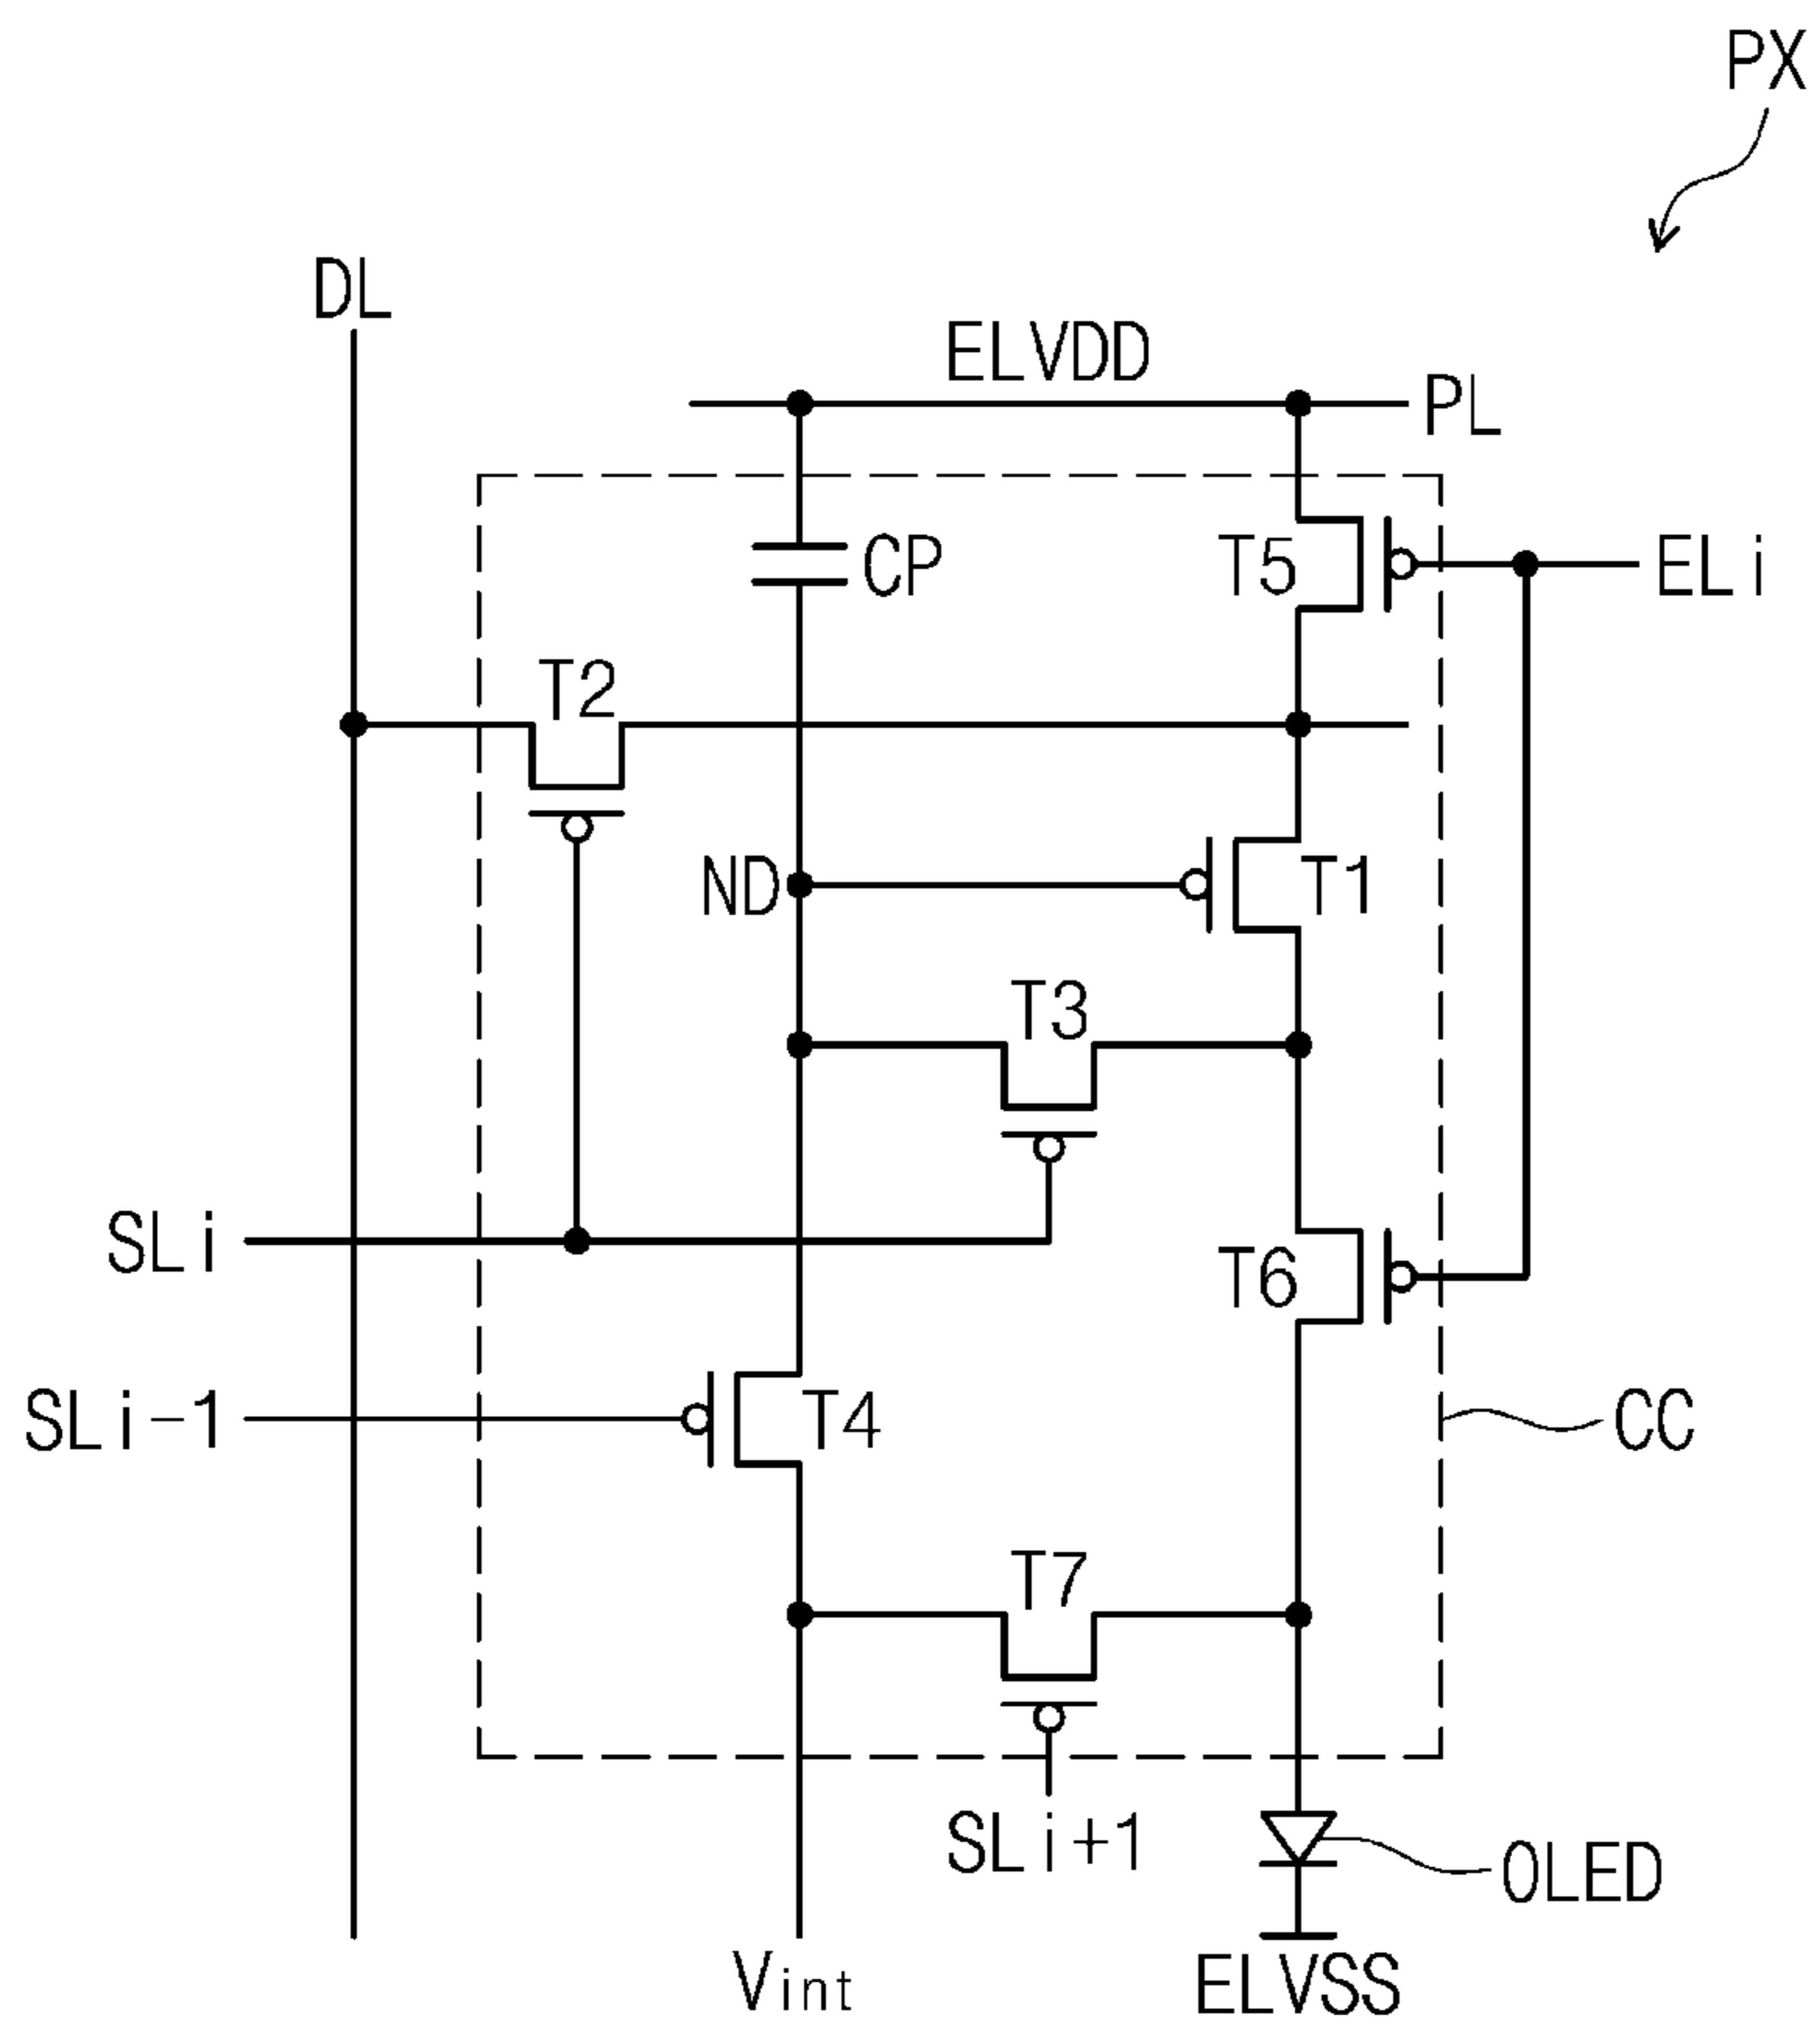 PX
DL
ELVDD
PL
CP
T5
ELi
T2
ND
T1
T3
SLi
T6
SLi-1
T4
CC
T7
SLi+1
OLED
Vint
ELVSS